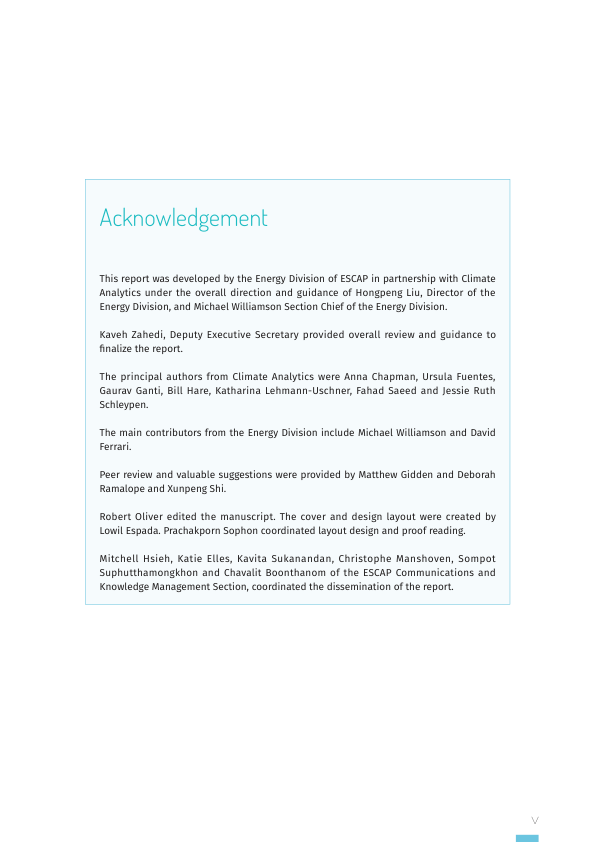 Acknowledgement
This report was developed by the Energy Division of ESCAP in partnership with Climate
Analytics under the overall direction and guidance of Hongpeng Liu, Director of the
Energy Division, and Michael Williamson Section Chief of the Energy Division.
Kaveh Zahedi, Deputy Executive Secretary provided overall review and guidance to
finalize the report.
The principal authors from Climate Analytics were Anna Chapman, Ursula Fuentes,
Gaurav Ganti, Bill Hare, Katharina Lehmann-Uschner, Fahad Saeed and Jessie Ruth
Schleypen.
The main contributors from the Energy Division include Michael Williamson and David
Ferrari.
Peer review and valuable suggestions were provided by Matthew Gidden and Deborah
Ramalope and Xunpeng Shi.
Robert Oliver edited the manuscript. The cover and design layout were created by
Lowil Espada. Prachakporn Sophon coordinated layout design and proof reading.
Mitchell Hsieh, Katie Elles, Kavita Sukanandan, Christophe Manshoven, Sompot
Suphutthamongkhon and Chavalit Boonthanom of the ESCAP Communications and
Knowledge Management Section, coordinated the dissemination of the report.
V